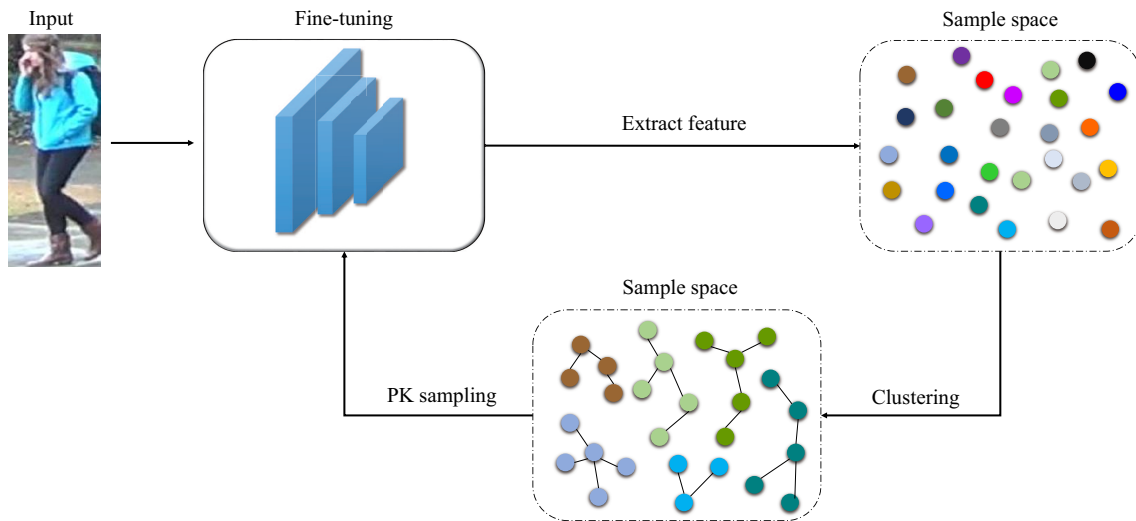 Input
Fine-tuning
Sample space
Extract feature
Sample space
PK sampling
Clustering